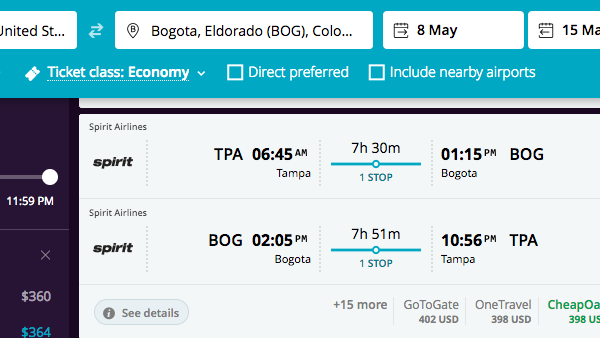 United St...
B Bogota, Eldorado (BOG), Colo...
8 May
15 Ma
Ticket class: Economy
Direct preferred
Include nearby airports
Spirit Airlines
spirit
TPA 06:45 AM
Tampa
7h 30m
1 STOP
01:15 PM BOG
Bogota
11:59 PM
Spirit Airlines
spirit
BOG 02:05 PM
Bogota
7h 51m
1 STOP
10:56 PM TPA
Tampa
$360
$364
See details
+15 more
GoToGate
402 USD
OneTravel
398 USD
CheapOa
398 US